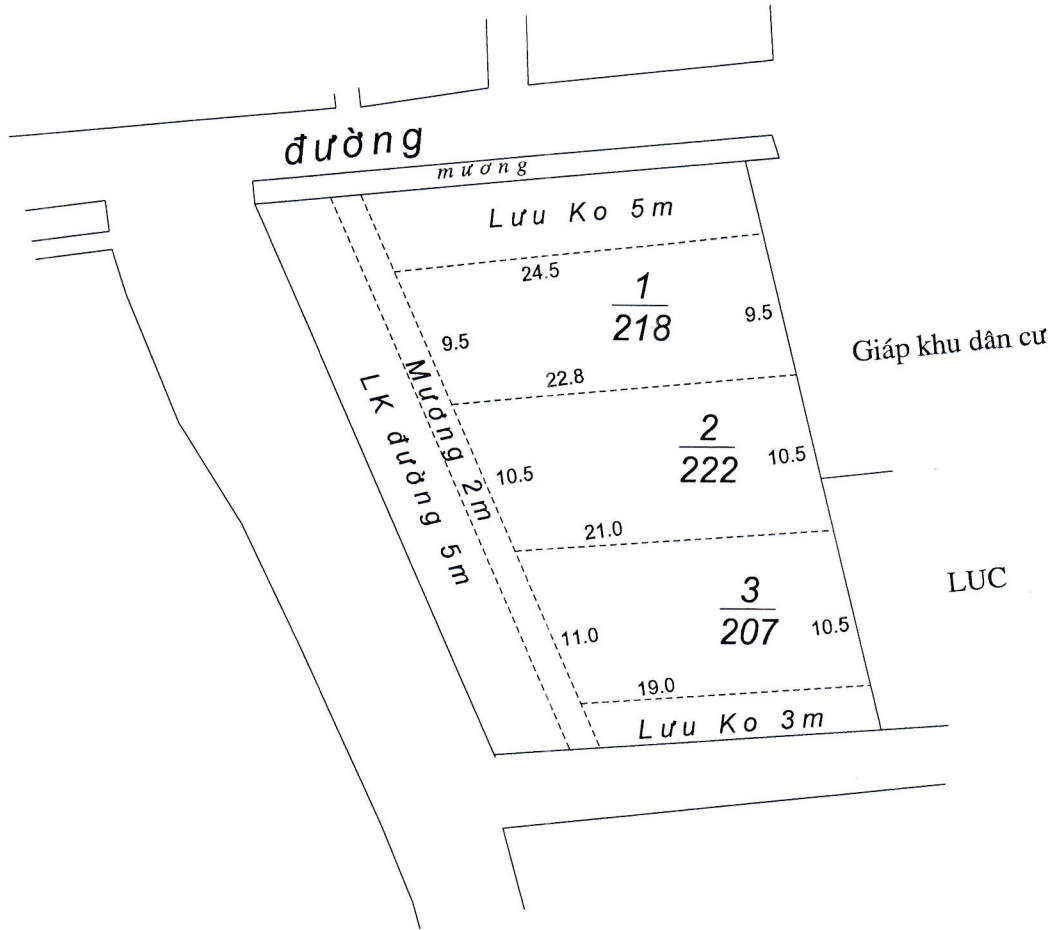 đường
mương
Lưu Ko 5m
24.5
1
218
9.5
9.5
Giáp khu dân cư
22.8
Mương 2m
LK đường 5m
2
222
10.5
10.5
21.0
LUC
3
207
11.0
10.5
19.0
Lưu Ko 3m